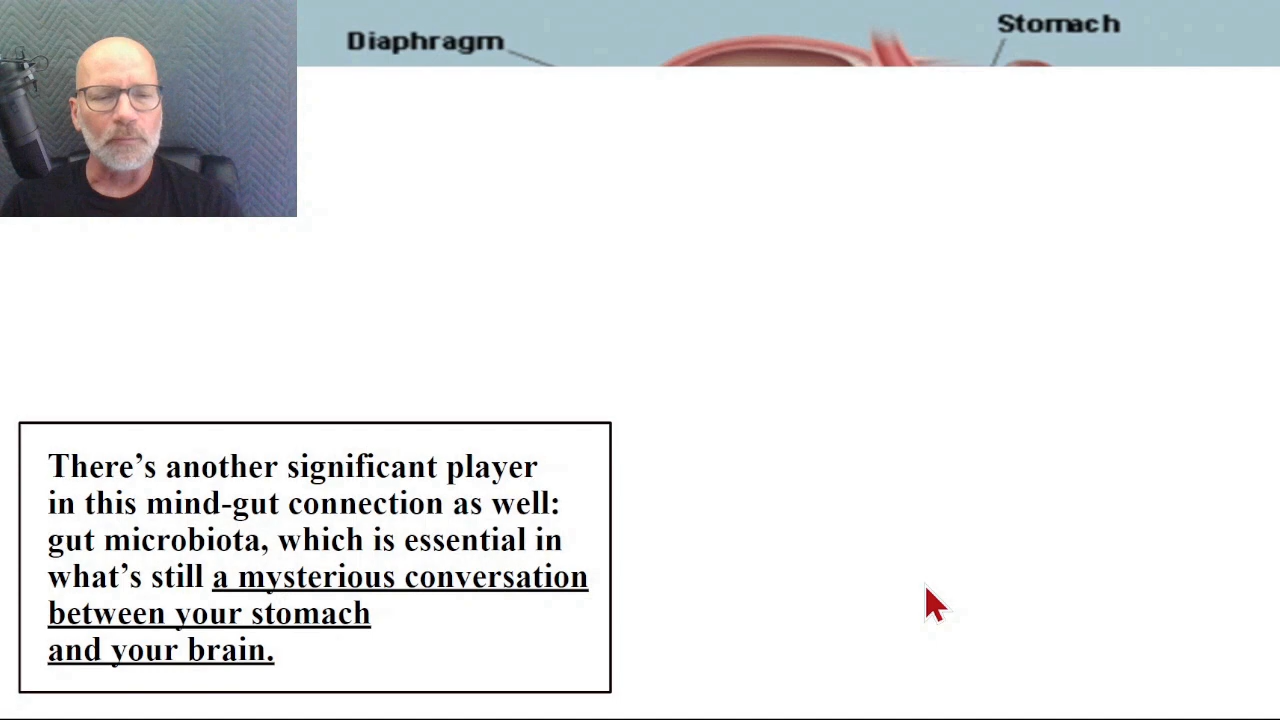 Diaphragm
Stomach
There’s another significant player
in this mind-gut connection as well:
gut microbiota, which is essential in
what’s still a mysterious conversation
between your stomach
and your brain.